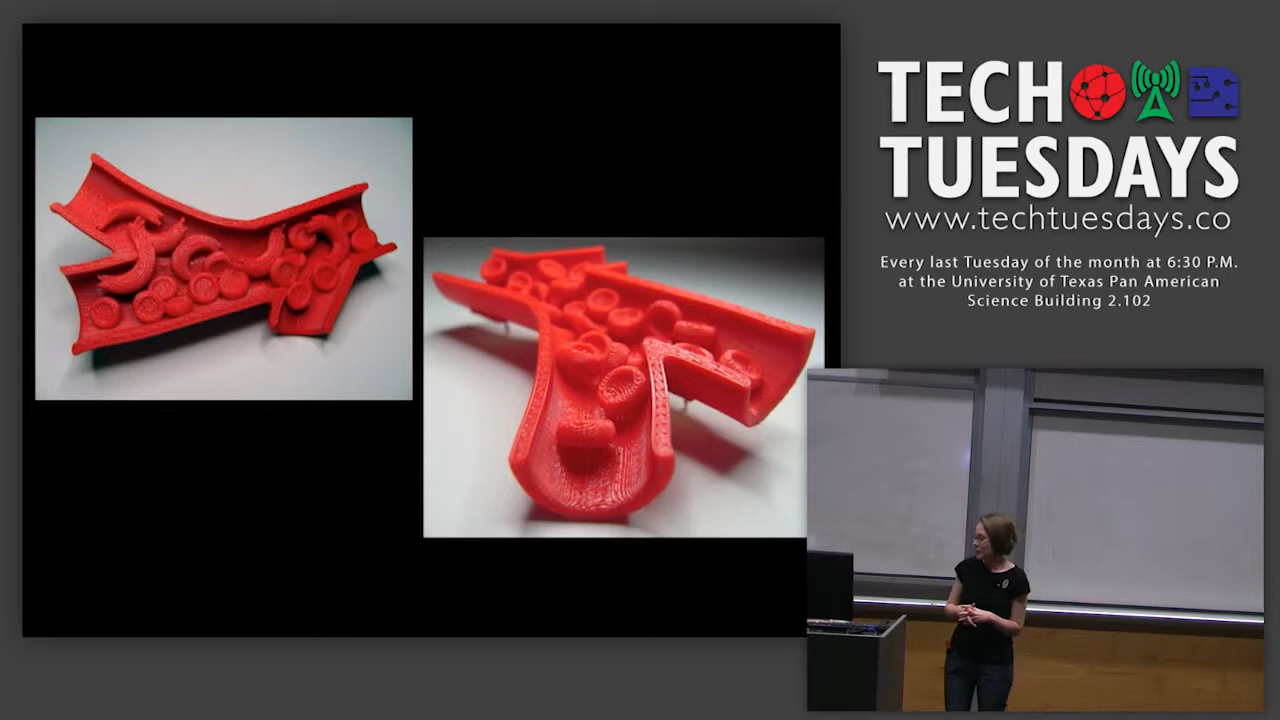 TECH
TUESDAYS
www.techtuesdays.co
Every last Tuesday of the month at 6:30 P.M.
at the University of Texas Pan American
Science Building 2.102